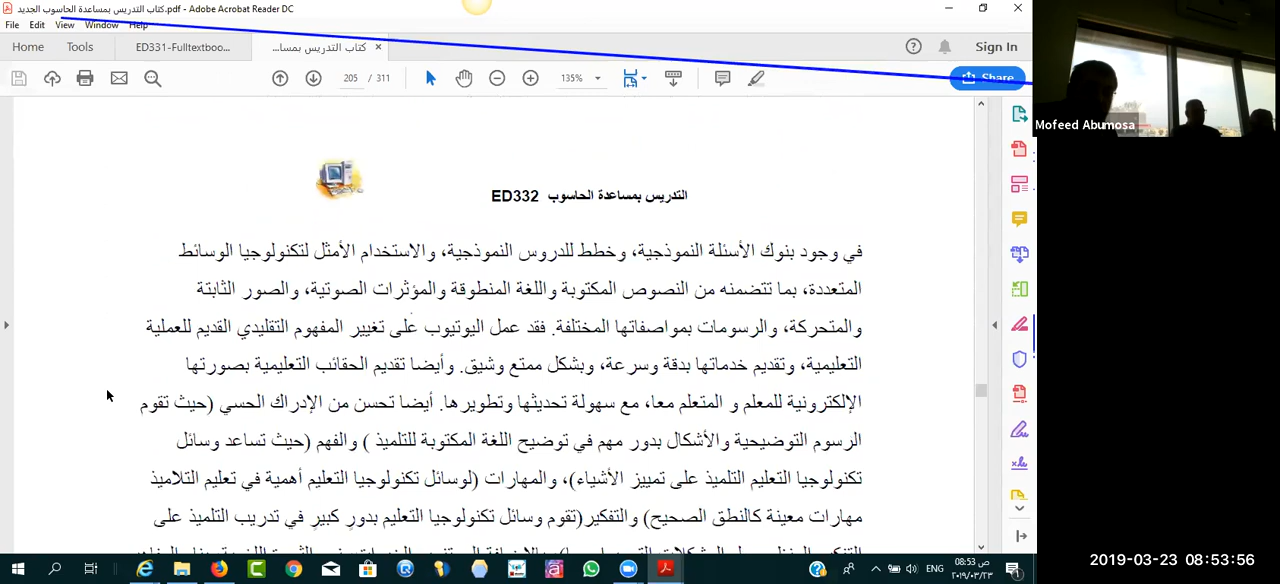 كتاب التدريس بمساعدة الحاسوب الجديد.pdf - Adobe Acrobat Reader DC
File Edit View Window Help
Home Tools ED331-Fulltextboo... كتاب التدريس بمسا... × Sign In
205 / 311 135% Share
Mofeed Abumosa
التدريس بمساعدة الحاسوب ED332
في وجود بنوك الأسئلة النموذجية، وخطط للدروس النموذجية، والاستخدام الأمثل لتكنولوجيا الوسائط
المتعددة، بما تتضمنه من النصوص المكتوبة واللغة المنطوقة والمؤثرات الصوتية، والصور الثابتة
والمتحركة، والرسومات بمواصفاتها المختلفة. فقد عمل اليوتيوب على تغيير المفهوم التقليدي القديم للعملية
التعليمية، وتقديم خدماتها بدقة وسرعة، وبشكل ممتع وشيق. وأيضا تقديم الحقائب التعليمية بصورتها
الإلكترونية للمعلم و المتعلم معا، مع سهولة تحديثها وتطويرها. أيضا تحسن من الإدراك الحسي (حيث تقوم
الرسوم التوضيحية والأشكال بدور مهم في توضيح اللغة المكتوبة للتلميذ ) والفهم (حيث تساعد وسائل
تكنولوجيا التعليم التلميذ على تمييز الأشياء)، والمهارات (لوسائل تكنولوجيا التعليم أهمية في تعليم التلاميذ
مهارات معينة كالنطق الصحيح) والتفكير(تقوم وسائل تكنولوجيا التعليم بدورٍ كبيرٍ في تدريب التلميذ على
ENG 08:53
٢٠١٩/٠٣/٢٣
2019-03-23 08:53:56